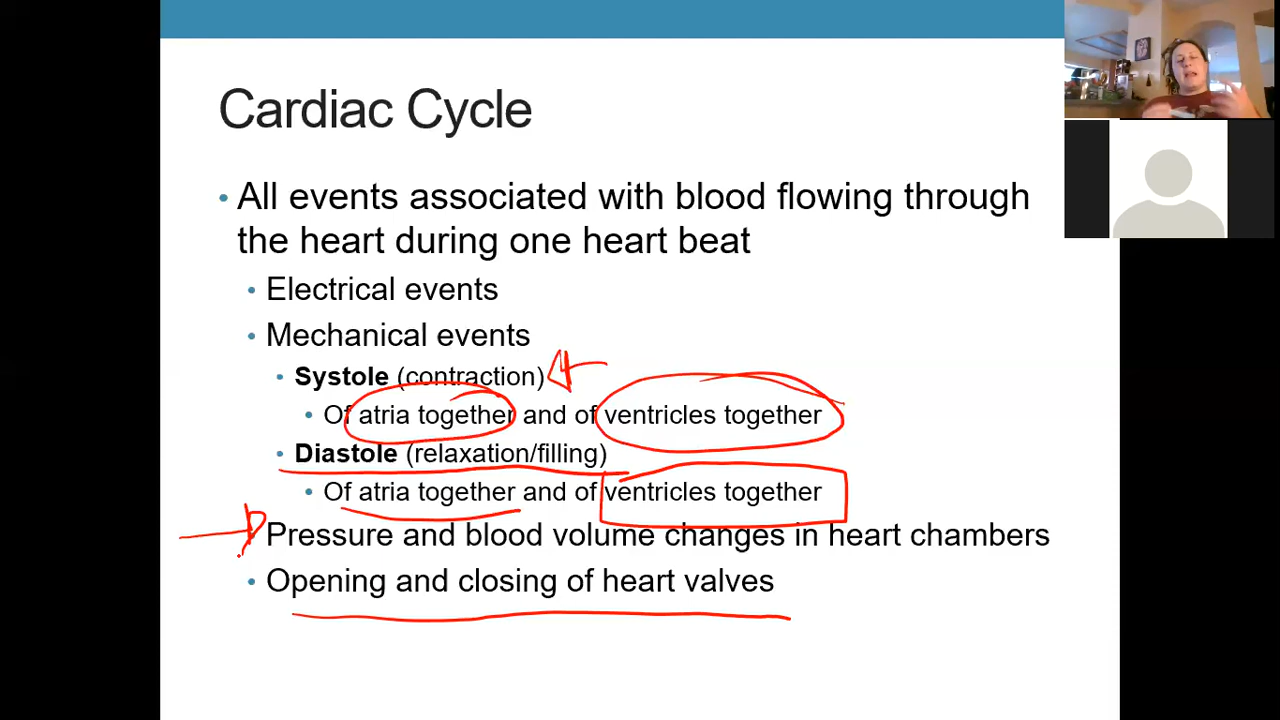 Cardiac Cycle
• All events associated with blood flowing through
the heart during one heart beat
• Electrical events
• Mechanical events
• Systole (contraction)
• Of atria together and of ventricles together
• Diastole (relaxation/filling)
• Of atria together and of ventricles together
Pressure and blood volume changes in heart chambers
• Opening and closing of heart valves